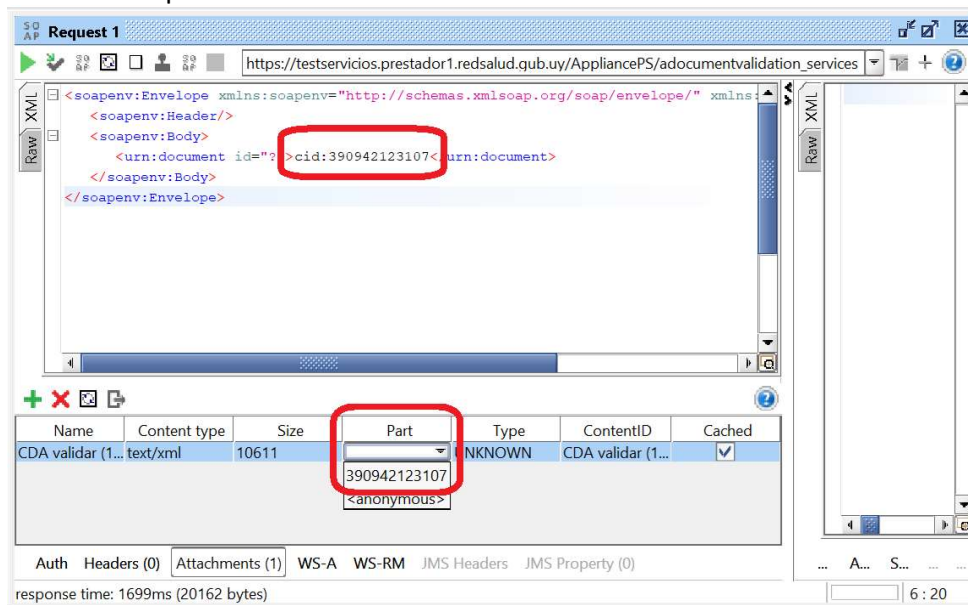 SOAP Request 1
https://testservicios.prestador1.redsalud.gub.uy/AppliancePS/adocumentvalidation_services
XML
Raw
<soapenv:Envelope xmlns:soapenv="http://schemas.xmlsoap.org/soap/envelope/" xmlns:
<soapenv:Header/>
<soapenv:Body>
<urn:document id="?">cid:390942123107</urn:document>
</soapenv:Body>
</soapenv:Envelope>
XML
Raw
Name Content type Size Part Type ContentID Cached
CDA validar (1... text/xml 10611 UNKNOWN CDA validar (1...
390942123107
<anonymous>
Auth Headers (0) Attachments (1) WS-A WS-RM JMS Headers JMS Property (0)
... A... S... ... ...
response time: 1699ms (20162 bytes)
6 : 20